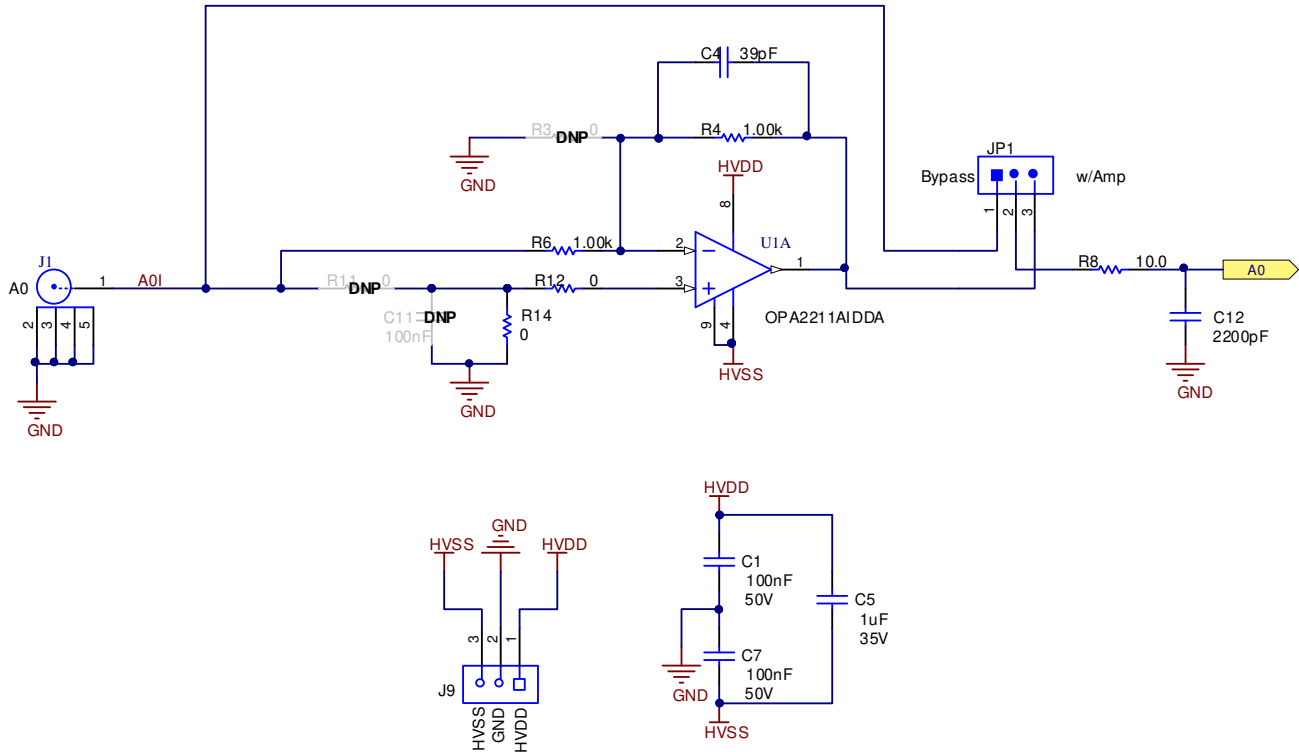 C4 39pF
R3 DNP 0
R4 1.00k
GND
HVDD
JP1
Bypass
w/Amp
8
1
2
3
R6 1.00k
2
U1A
J1
A0
1
A0I
R11 DNP 0
R12 0
3
1
R8 10.0
A0
C11 DNP
100nF
R14
0
OPA2211AIDDA
2
3
4
5
9
4
C12
2200pF
HVSS
GND
GND
GND
HVDD
GND
HVSS
HVDD
C1
100nF
50V
C5
1uF
35V
3
2
1
C7
100nF
50V
GND
J9
HVSS
GND
HVDD
HVSS